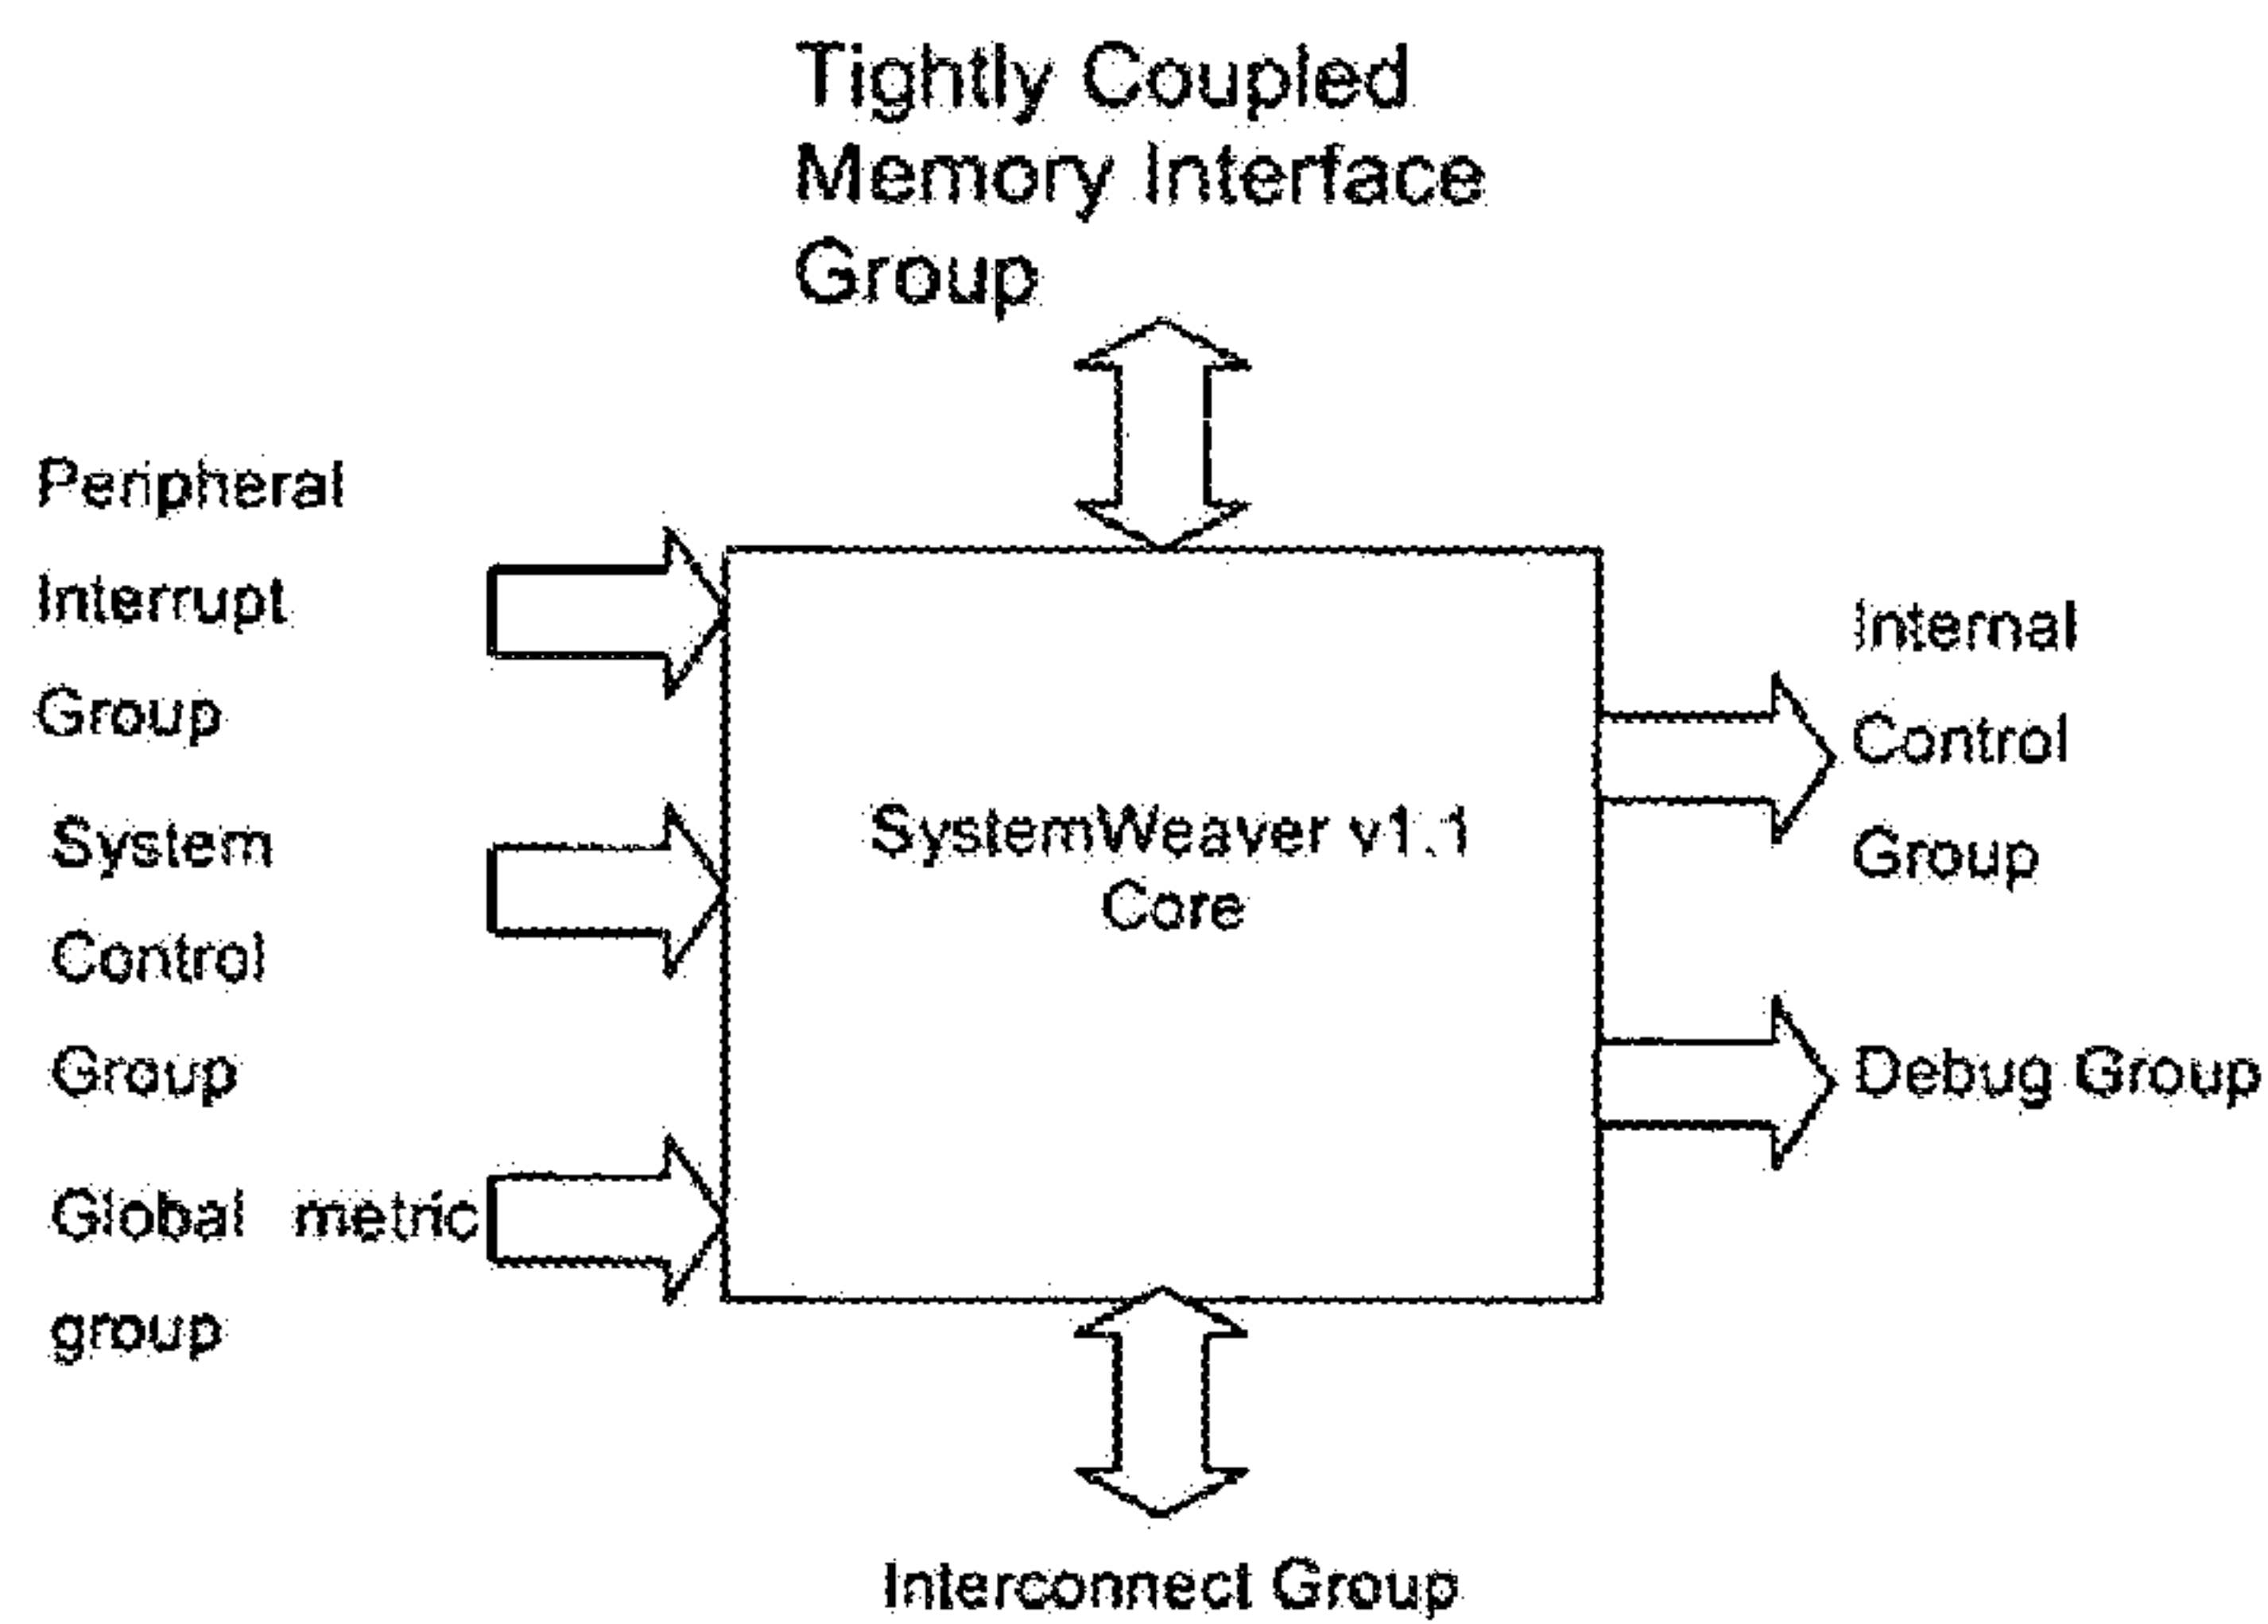 Tightly Coupled
Memory Interface
Group
Peripheral
Interrupt
Group
System
Control
Group
Global metric
group
SystemWeaver v1.1
Core
Internal
Control
Group
Debug Group
Interconnect Group